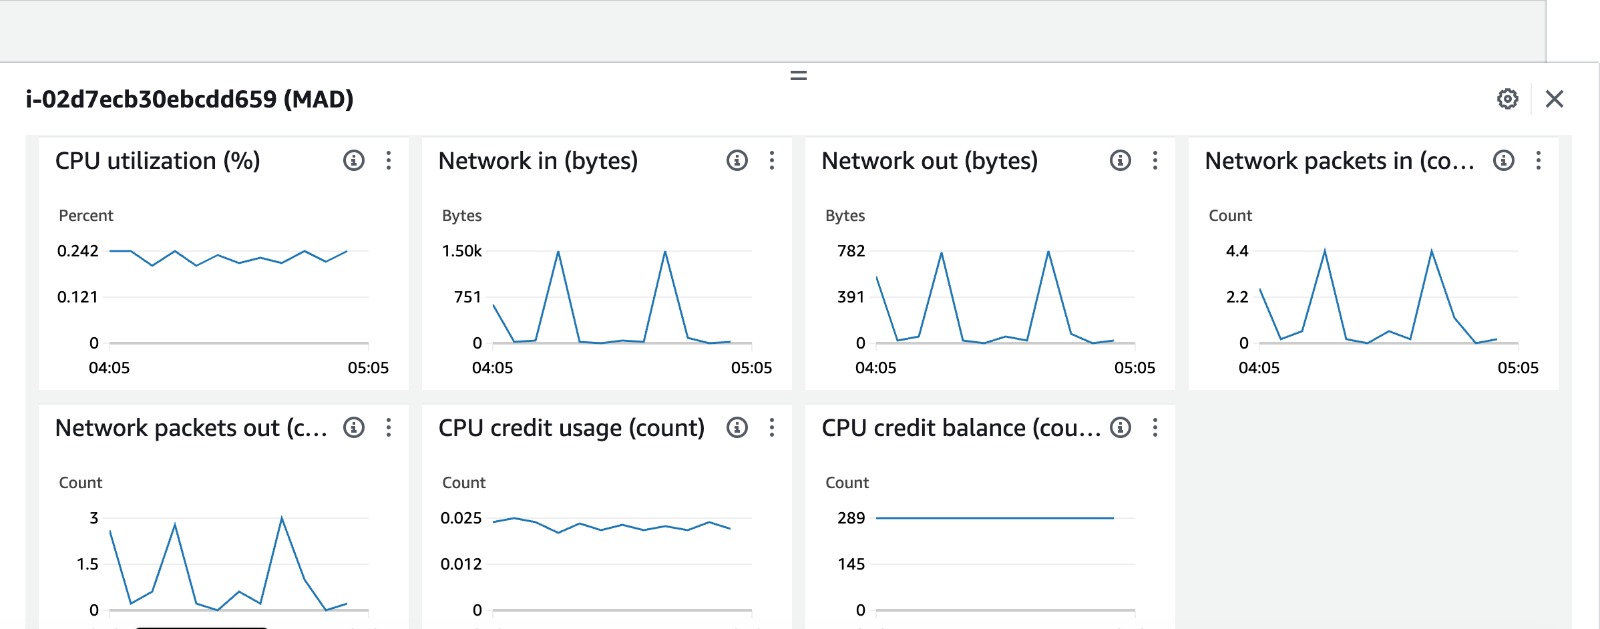 i-02d7ecb30ebcdd659 (MAD)
CPU utilization (%)
Percent
0.242
0.121
0
04:05 05:05
Network in (bytes)
Bytes
1.50k
751
0
04:05 05:05
Network out (bytes)
Bytes
782
391
0
04:05 05:05
Network packets in (co...
Count
4.4
2.2
0
04:05 05:05
Network packets out (c...
Count
3
1.5
0
CPU credit usage (count)
Count
0.025
0.012
0
CPU credit balance (cou...
Count
289
145
0